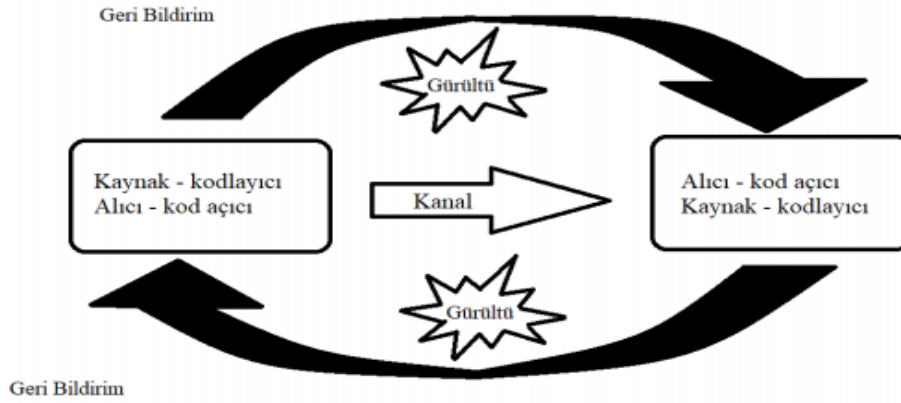 Geri Bildirim
Gürültü
Kaynak - kodlayıcı
Alıcı - kod açıcı
Kanal
Alıcı - kod açıcı
Kaynak - kodlayıcı
Gürültü
Geri Bildirim